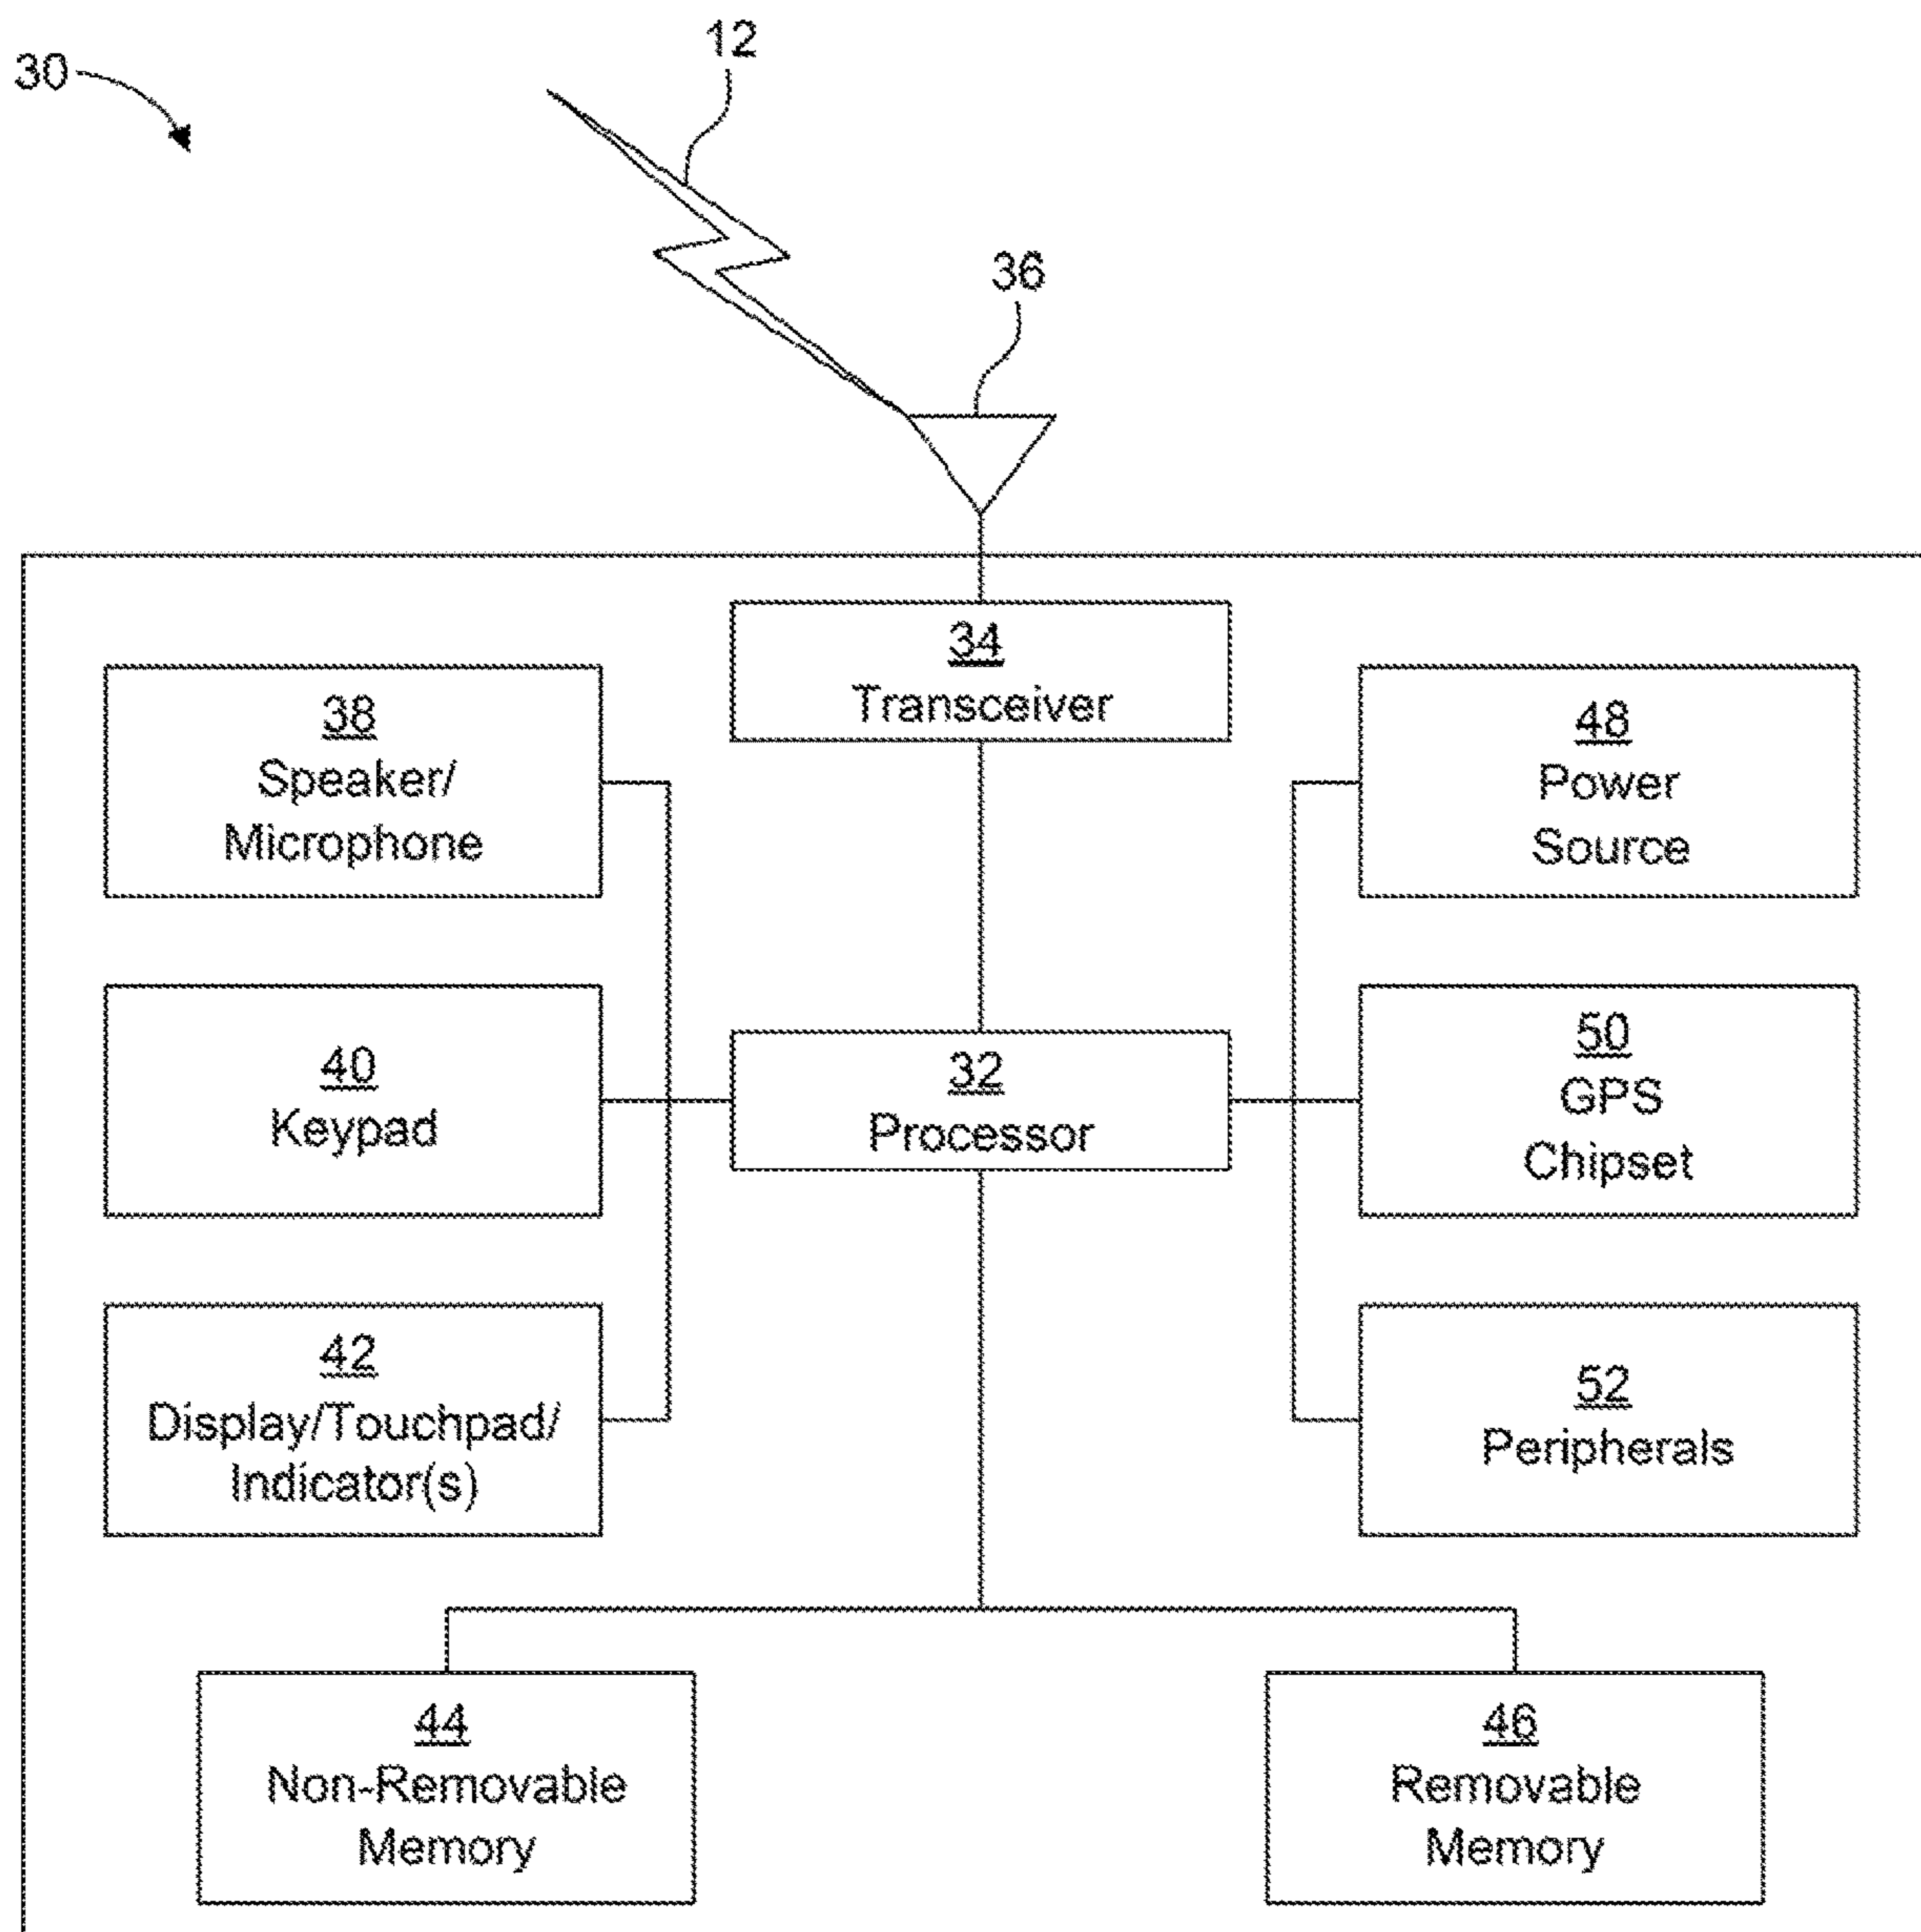 30
12
36
34
Transceiver
38
Speaker/
Microphone
48
Power
Source
40
Keypad
32
Processor
50
GPS
Chipset
42
Display/Touchpad/
Indicator(s)
52
Peripherals
44
Non-Removable
Memory
46
Removable
Memory